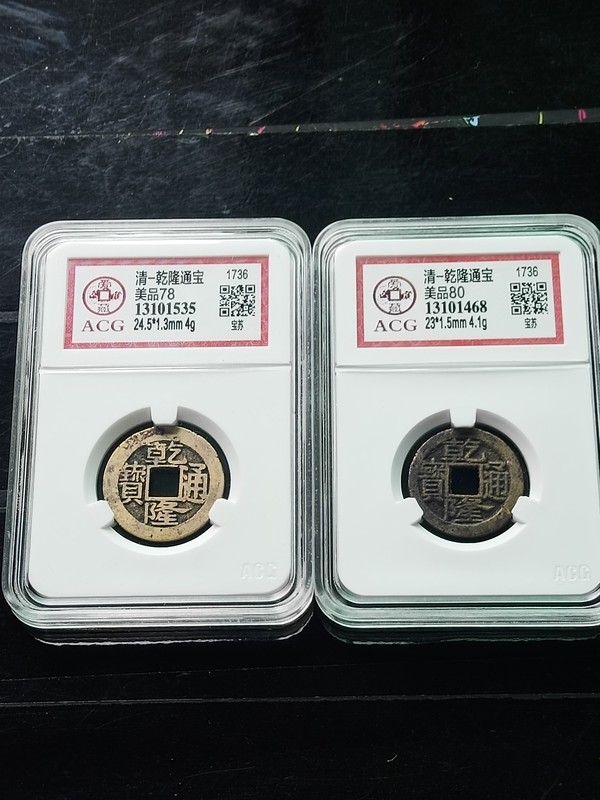 清-乾隆通宝 1736
美品78
13101535
ACG 24.5*1.3mm 4g 宝苏
乾
寶 通
隆
ACG
清-乾隆通宝 1736
美品80
13101468
ACG 23*1.5mm 4.1g 宝苏
乾
寶 通
隆
ACG